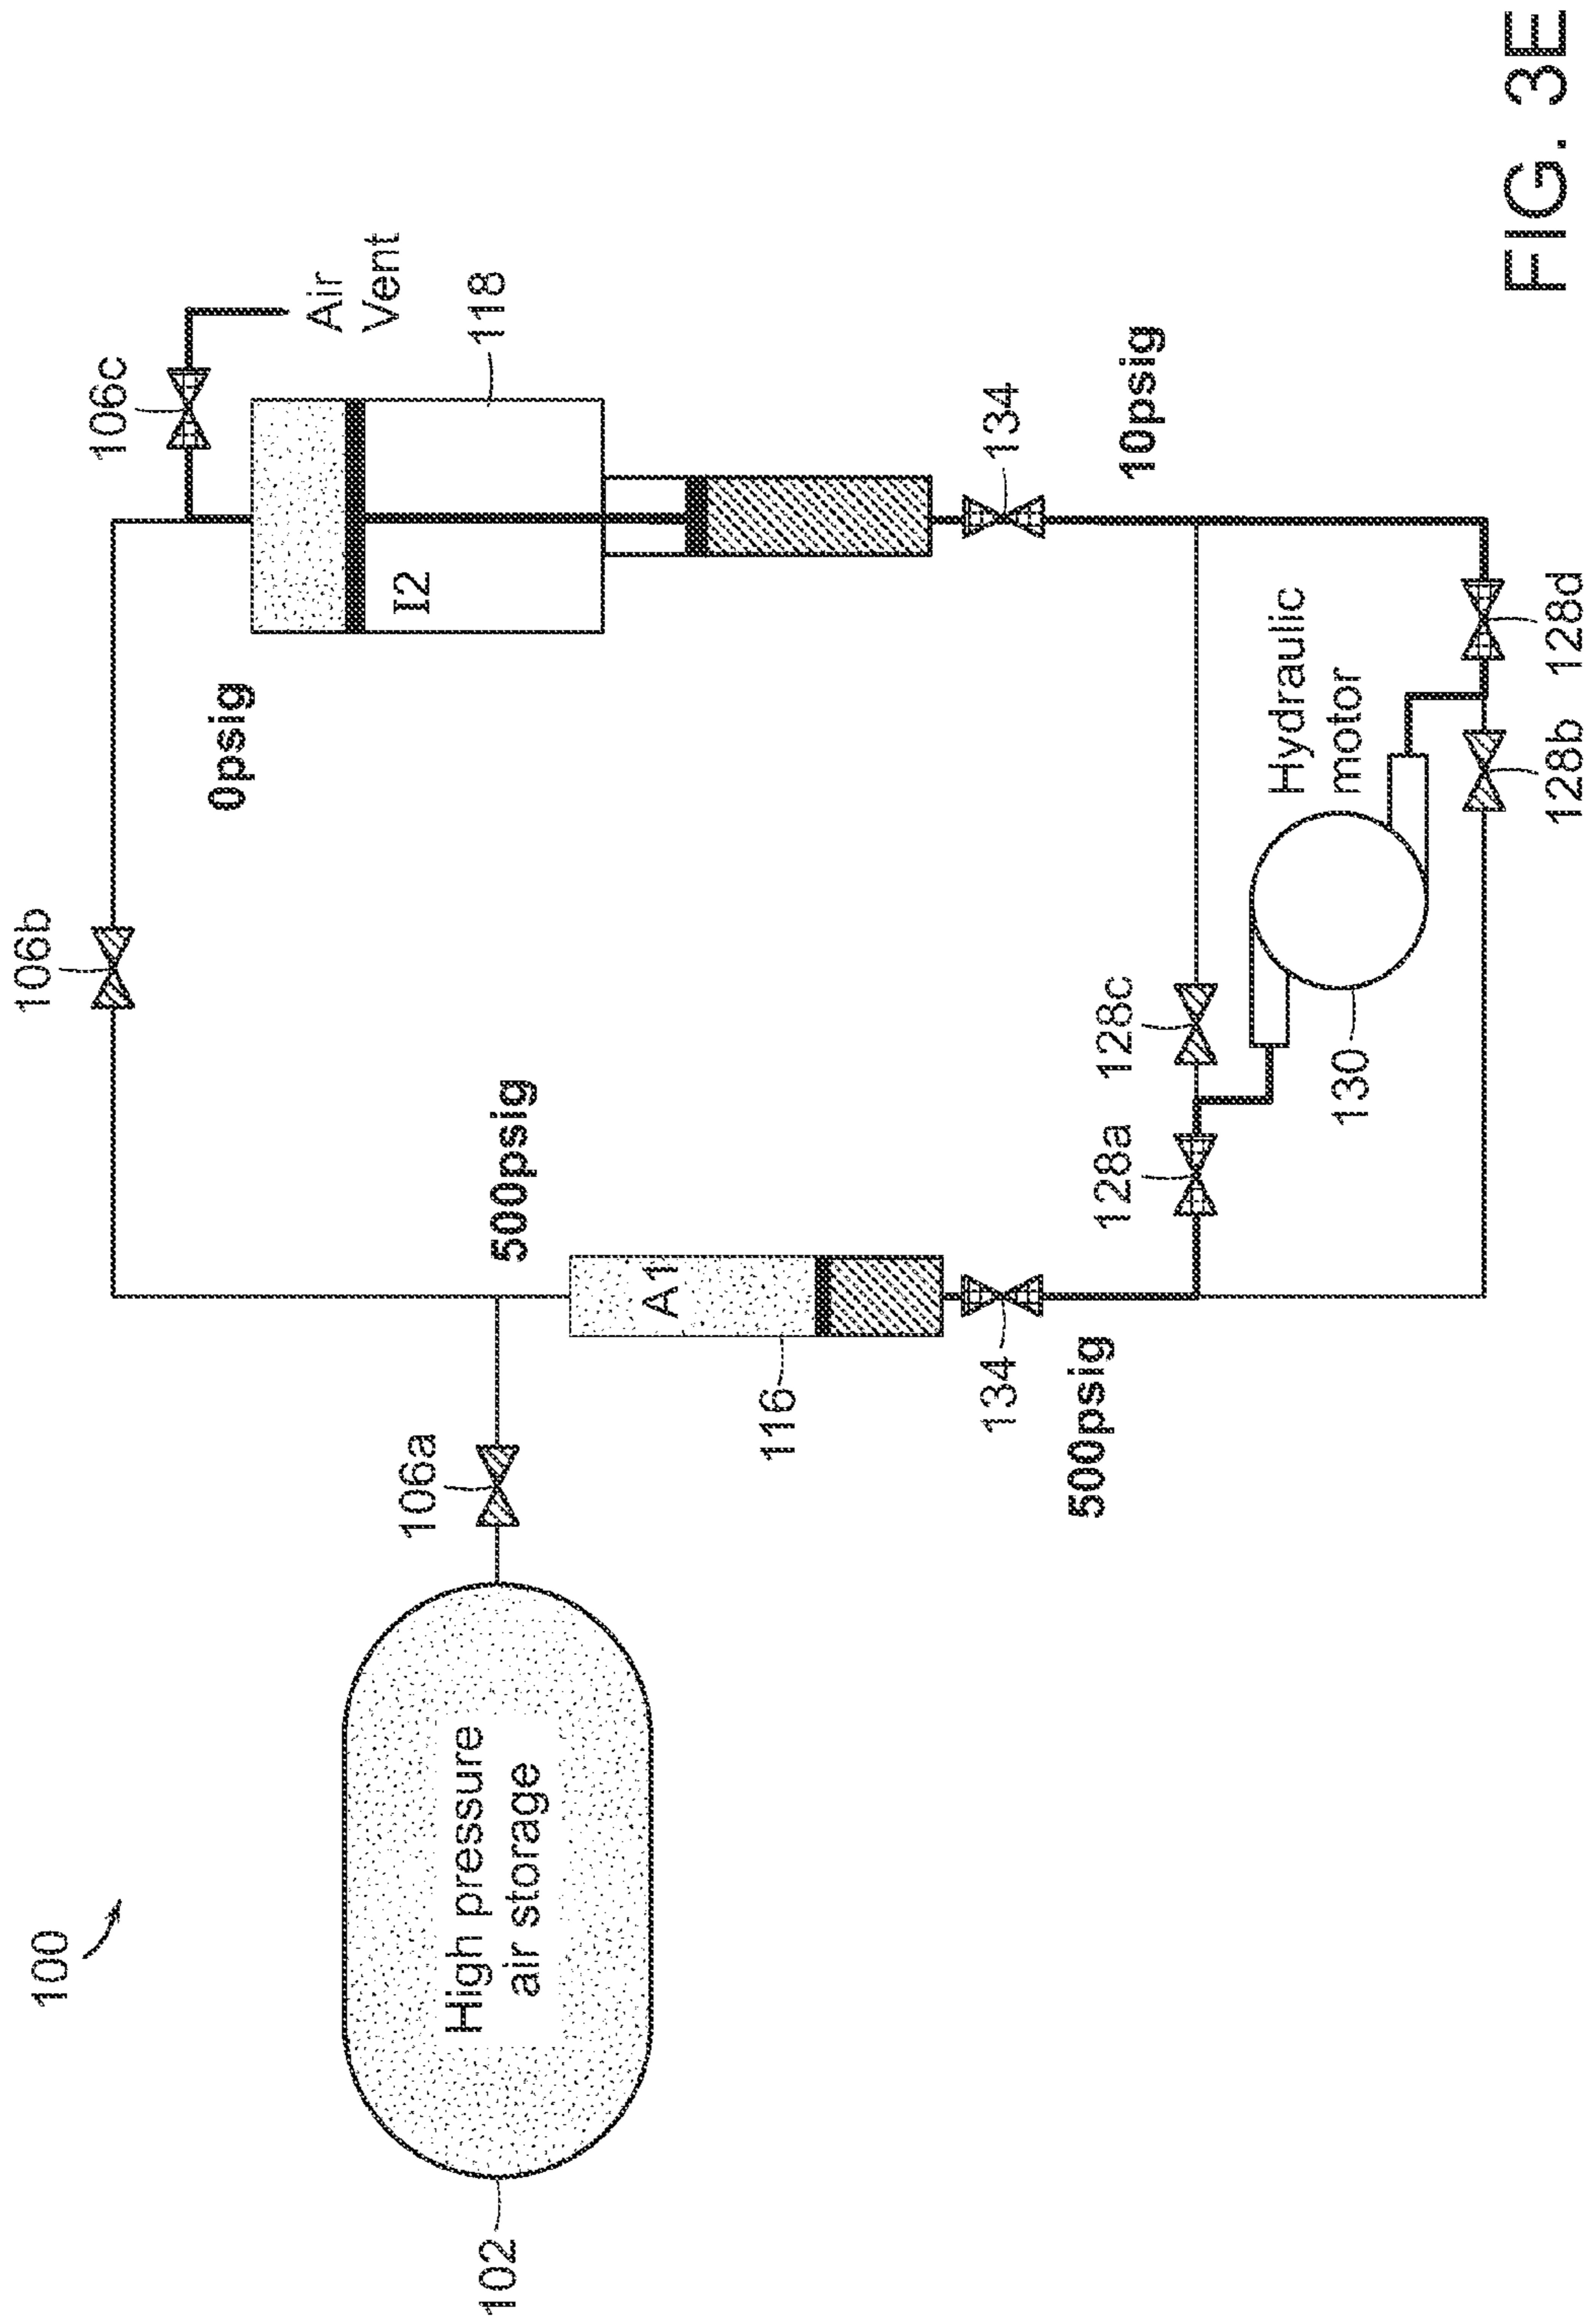 100
102
High pressure
air storage
106a
116
A1
500psig
134
500psig
106b
0psig
106c
Air
Vent
118
I2
134
10psig
128a
128c
130
Hydraulic
motor
128b
128d
FIG. 3E